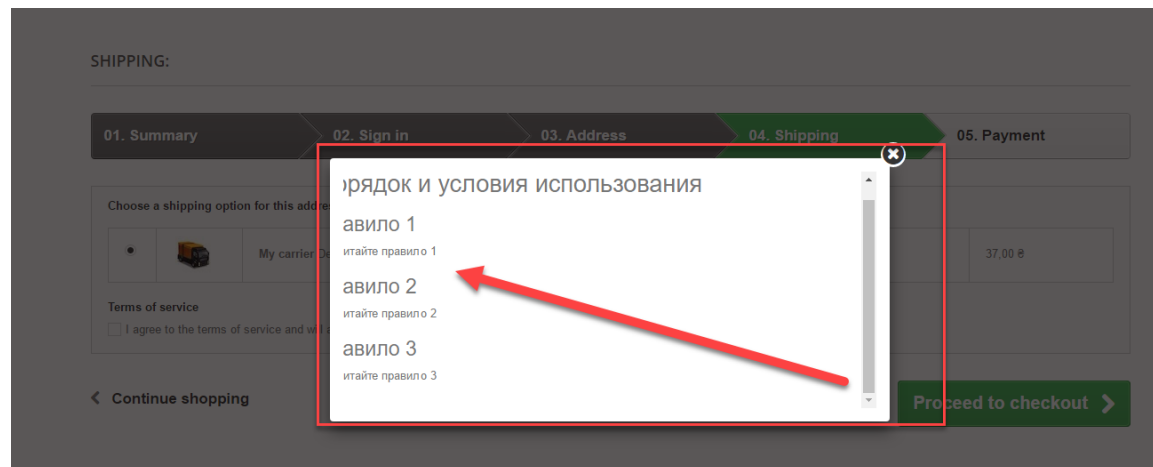 SHIPPING:
01. Summary
02. Sign in
03. Address
04. Shipping
05. Payment
орядок и условия использования
Choose a shipping option for this addre
авило 1
итайте правило 1
My carrier De
37,00 ₴
авило 2
Terms of service
итайте правило 2
I agree to the terms of service and will a
авило 3
итайте правило 3
Continue shopping
Proceed to checkout